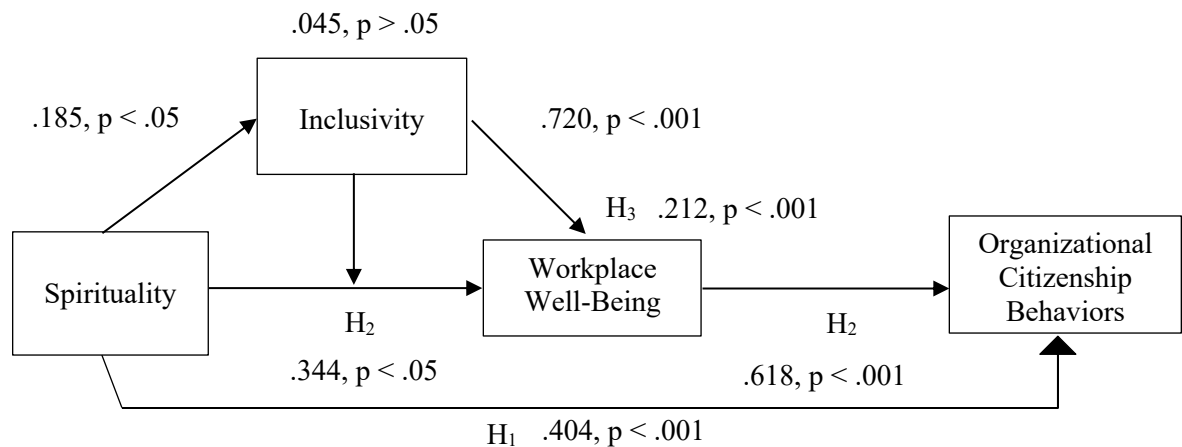 .045, p > .05
.185, p < .05
Inclusivity
.720, p < .001
H₃ .212, p < .001
Spirituality
Workplace
Well-Being
Organizational
Citizenship
Behaviors
H₂
H₂
.344, p < .05
.618, p < .001
H₁ .404, p < .001